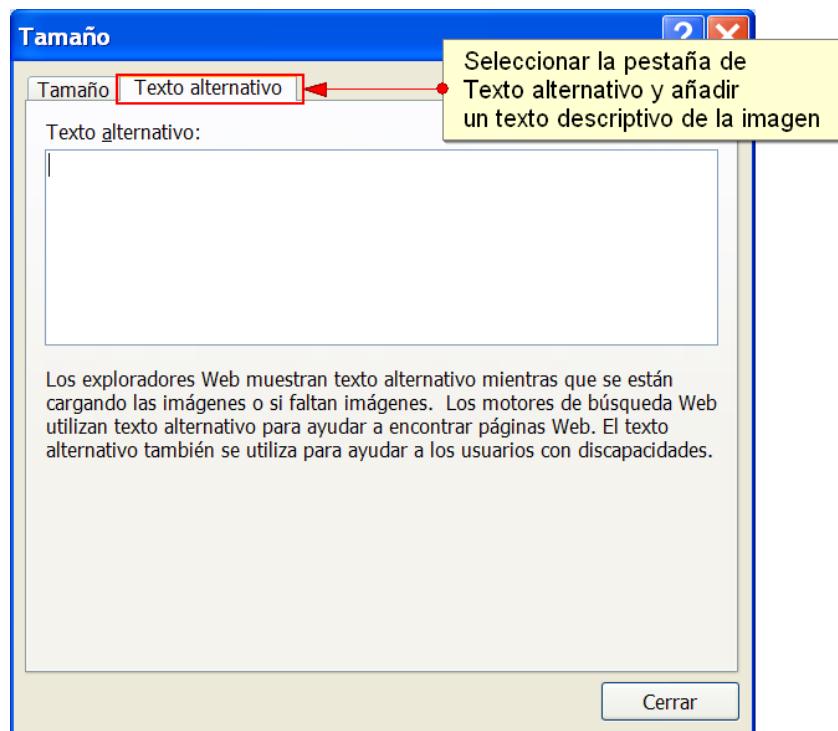 Tamaño
Seleccionar la pestaña de
Texto alternativo y añadir
un texto descriptivo de la imagen
Tamaño
Texto alternativo
Texto alternativo:
Los exploradores Web muestran texto alternativo mientras que se están
cargando las imágenes o si faltan imágenes.  Los motores de búsqueda Web
utilizan texto alternativo para ayudar a encontrar páginas Web. El texto
alternativo también se utiliza para ayudar a los usuarios con discapacidades.
Cerrar